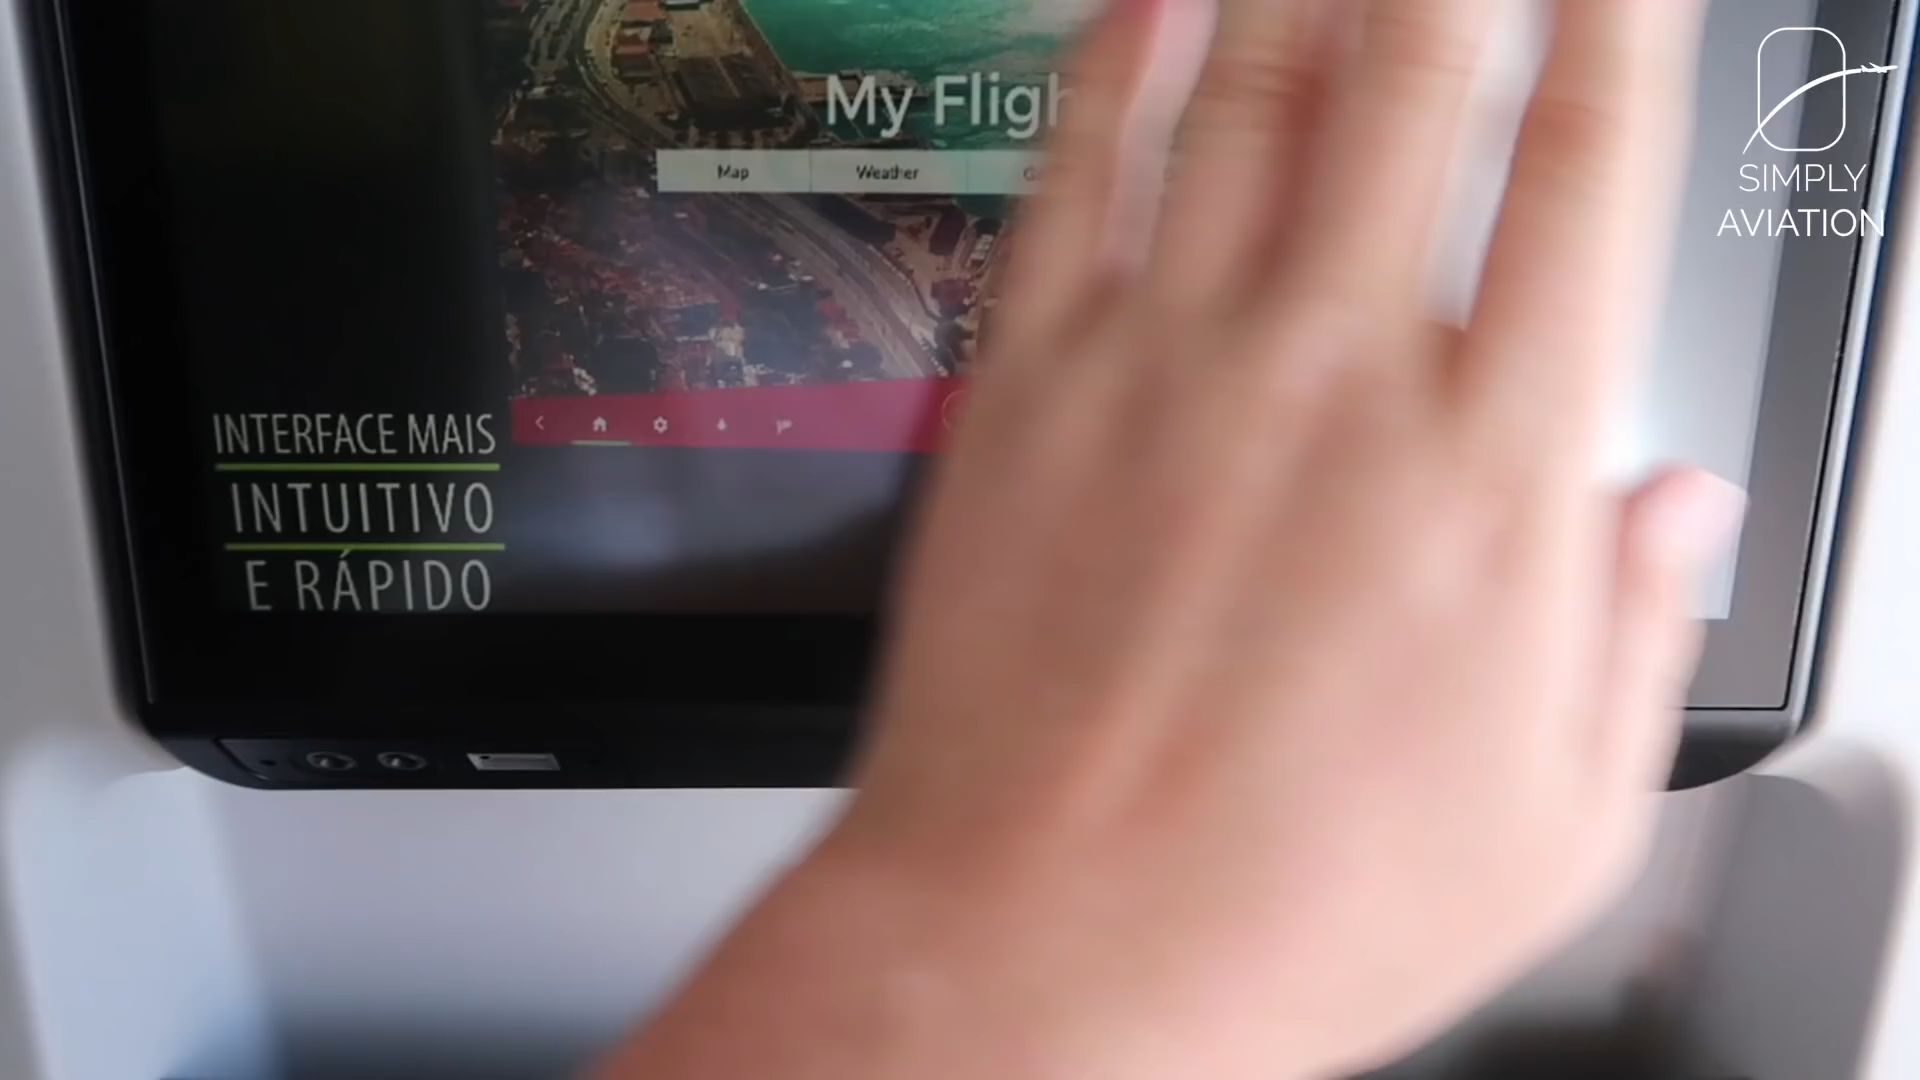 My Fligh
Map
Weather
SIMPLY
AVIATION
INTERFACE MAIS
INTUITIVO
E RÁPIDO